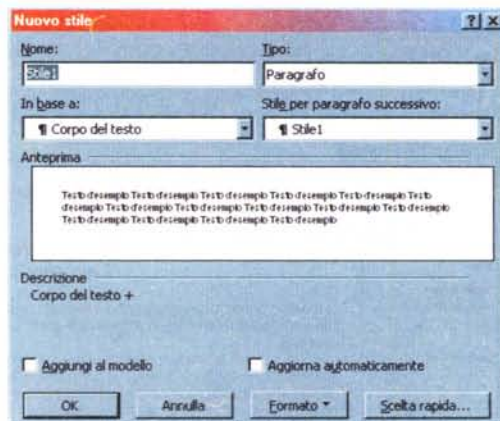 Nuovo stile
Nome:
Tipo:
Stile1
Paragrafo
In base a:
Stile per paragrafo successivo:
¶ Corpo del testo
¶ Stile1
Anteprima
Testo d'esempio Testo d'esempio Testo d'esempio Testo d'esempio Testo d'esempio Testo
d'esempio Testo d'esempio Testo d'esempio Testo d'esempio Testo d'esempio Testo d'esempio
Testo d'esempio Testo d'esempio Testo d'esempio Testo d'esempio
Descrizione
Corpo del testo +
Aggiungi al modello
Aggiorna automaticamente
OK
Annulla
Formato
Scelta rapida...